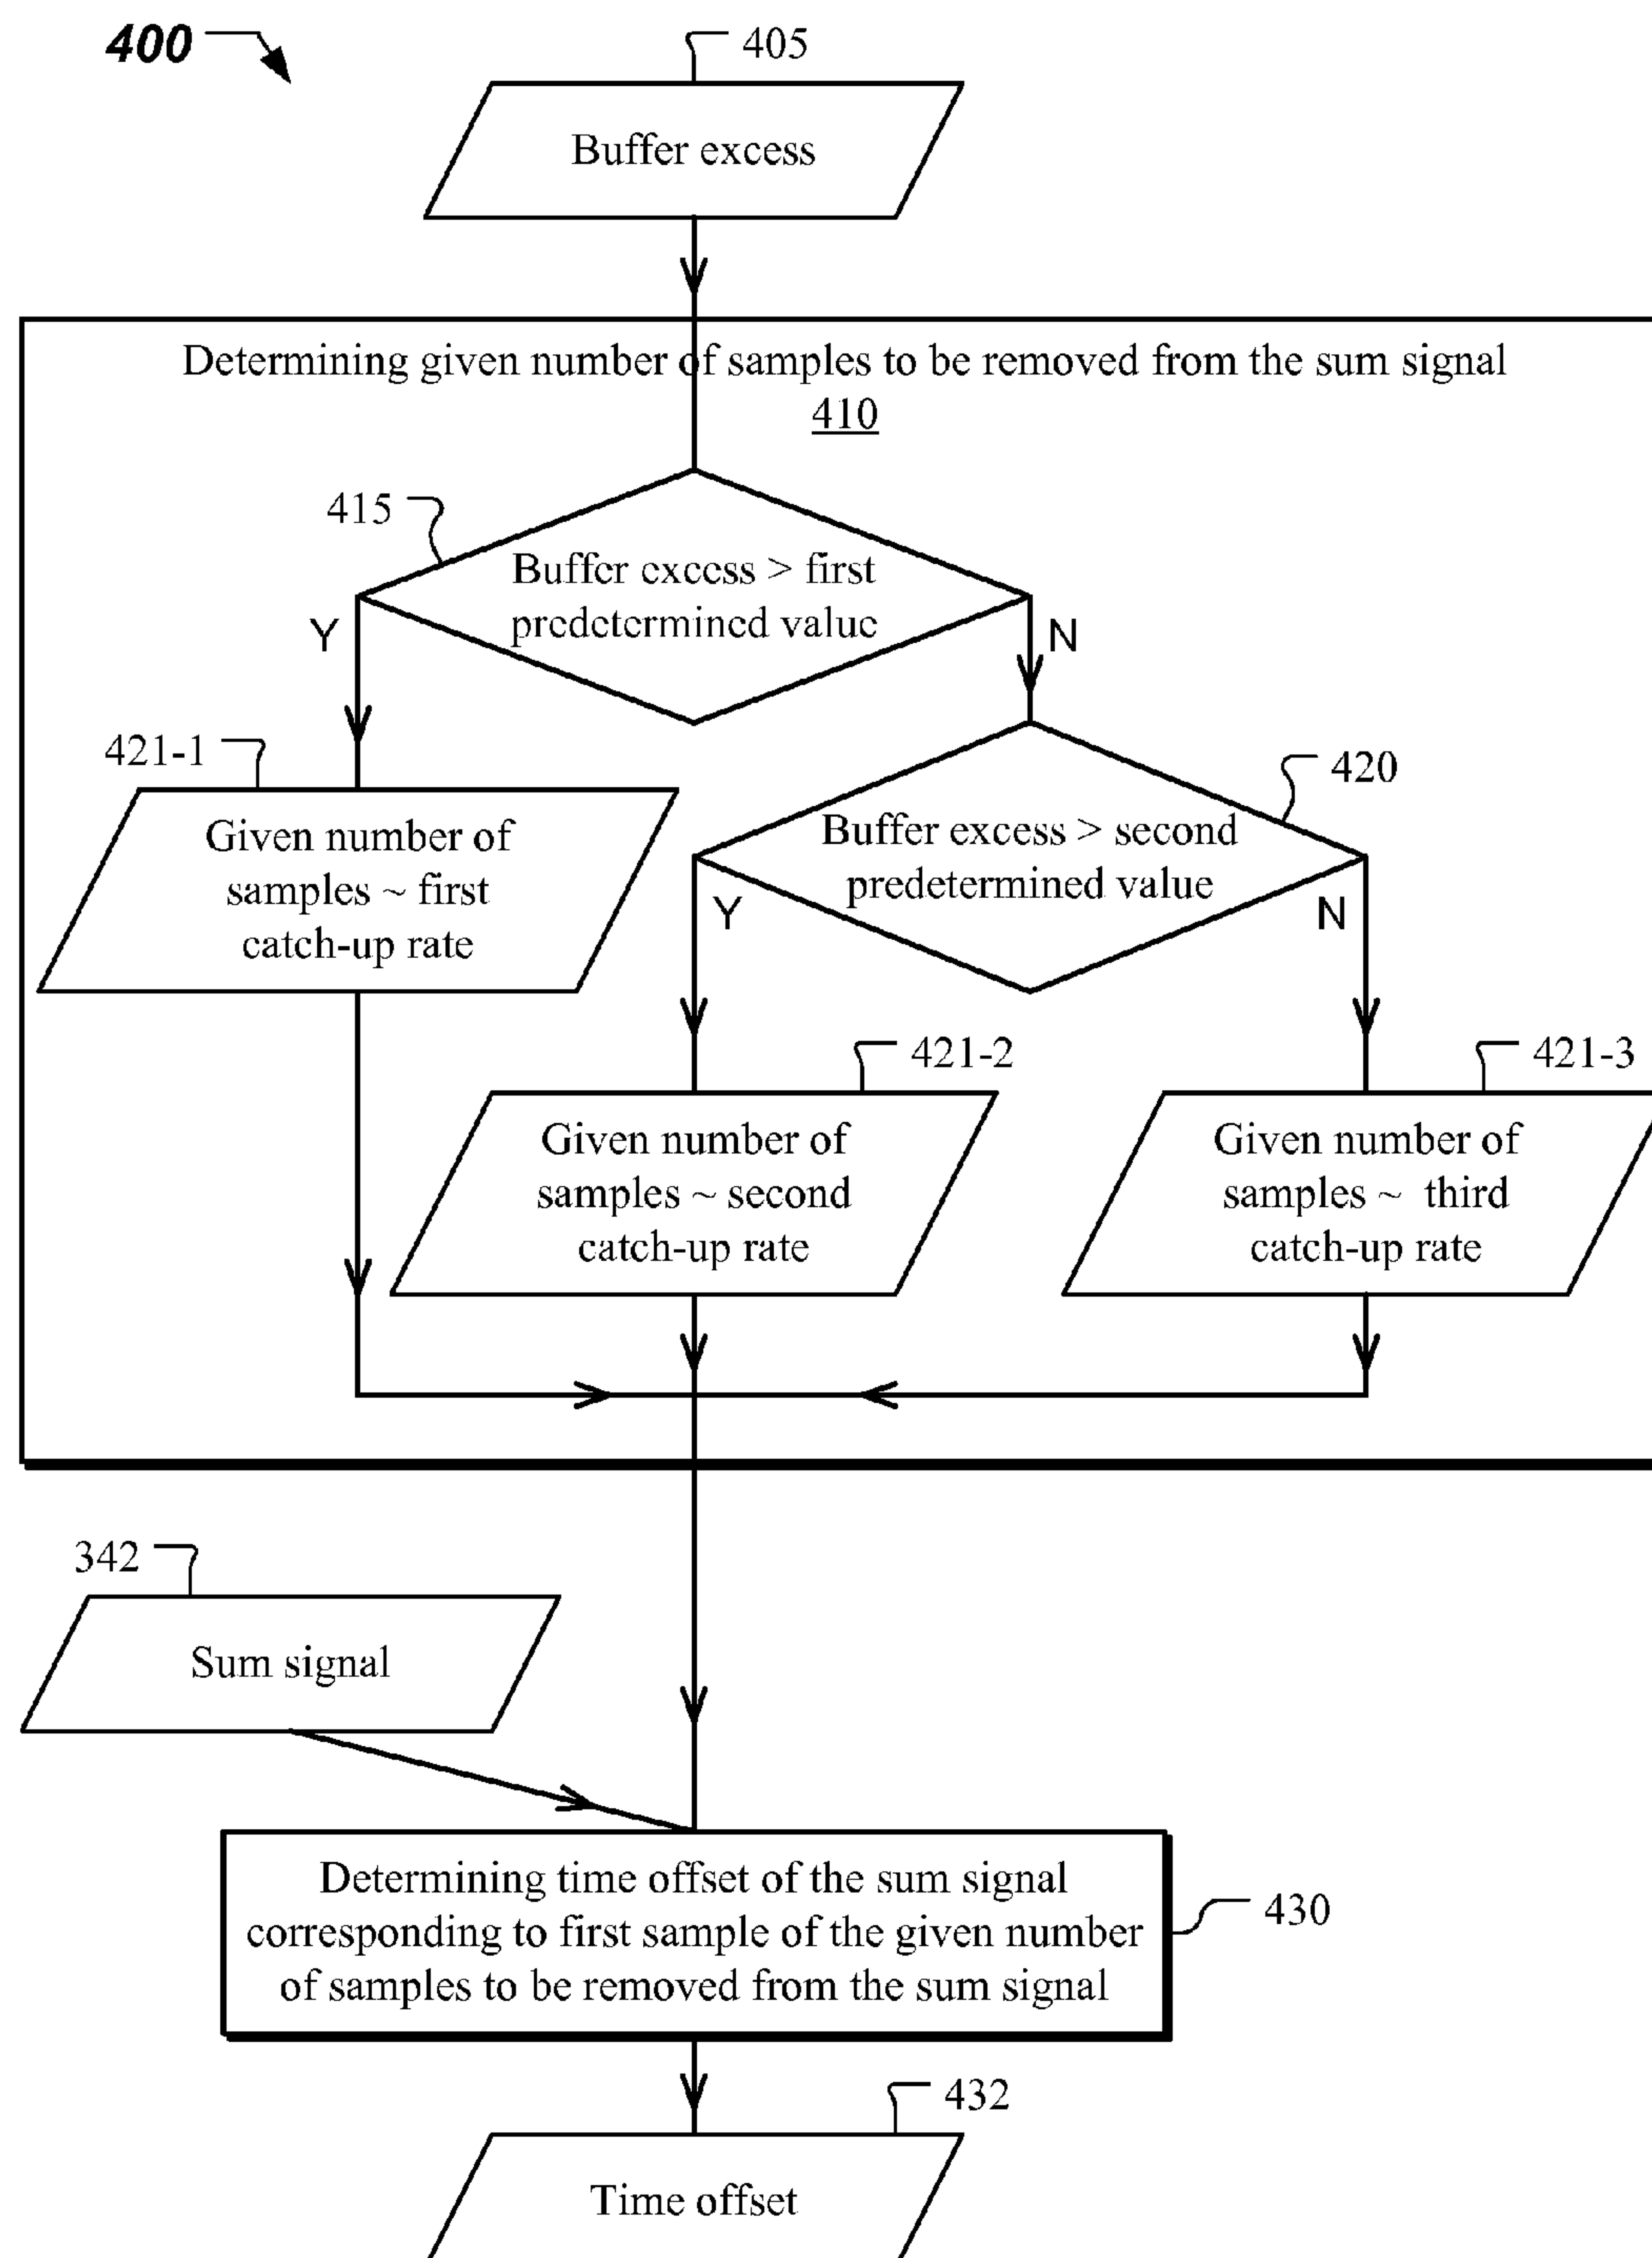 400
405
Buffer excess
Determining given number of samples to be removed from the sum signal
410
415
Buffer excess > first
predetermined value
Y
N
421-1
420
Given number of
samples ~ first
catch-up rate
Buffer excess > second
predetermined value
Y
N
421-2
421-3
Given number of
samples ~ second
catch-up rate
Given number of
samples ~ third
catch-up rate
342
Sum signal
Determining time offset of the sum signal
corresponding to first sample of the given number
of samples to be removed from the sum signal
430
432
Time offset